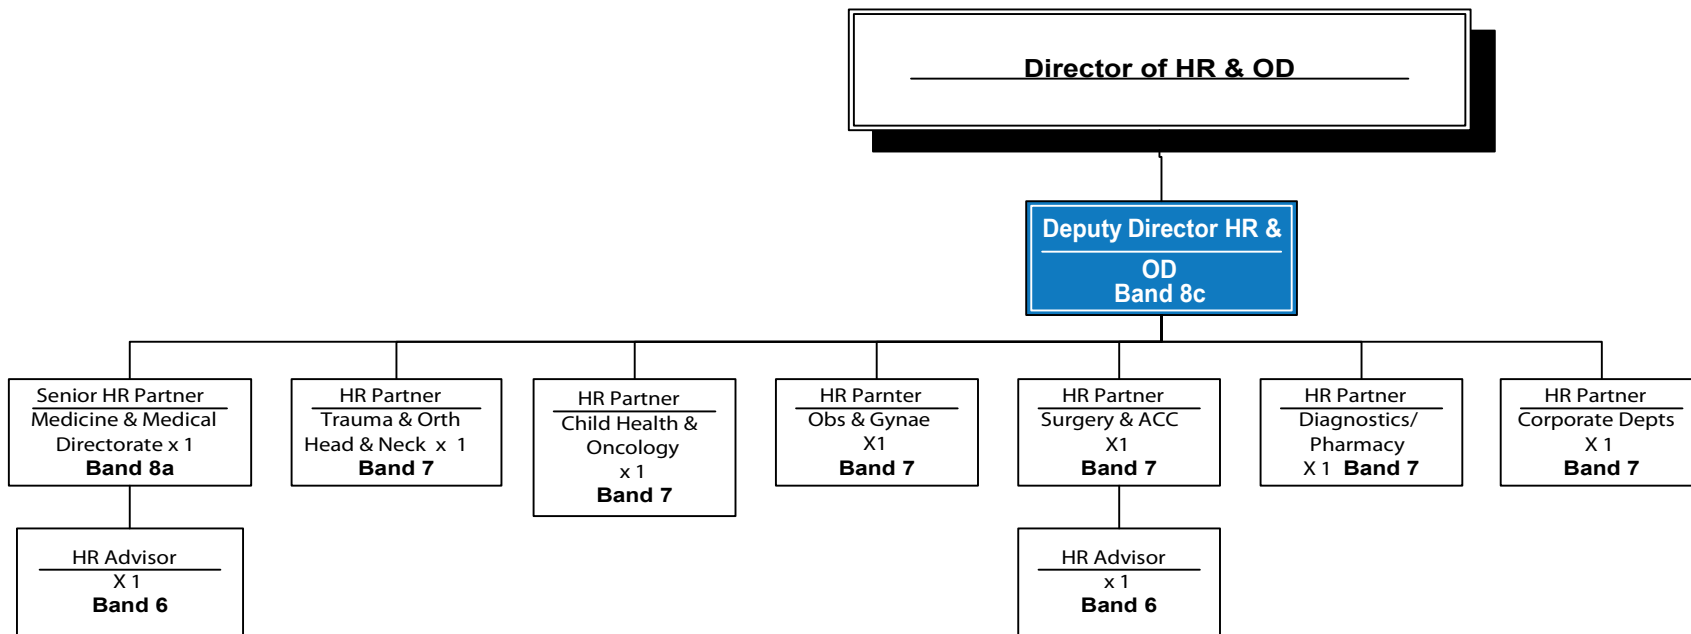 Director of HR & OD
Deputy Director HR &
OD
Band 8c
Senior HR Partner
Medicine & Medical
Directorate x 1
Band 8a
HR Partner
Trauma & Orth
Head & Neck x 1
Band 7
HR Partner
Child Health &
Oncology
x 1
Band 7
HR Parnter
Obs & Gynae
X1
Band 7
HR Partner
Surgery & ACC
X1
Band 7
HR Partner
Diagnostics/
Pharmacy
X 1 Band 7
HR Partner
Corporate Depts
X 1
Band 7
HR Advisor
X 1
Band 6
HR Advisor
x 1
Band 6